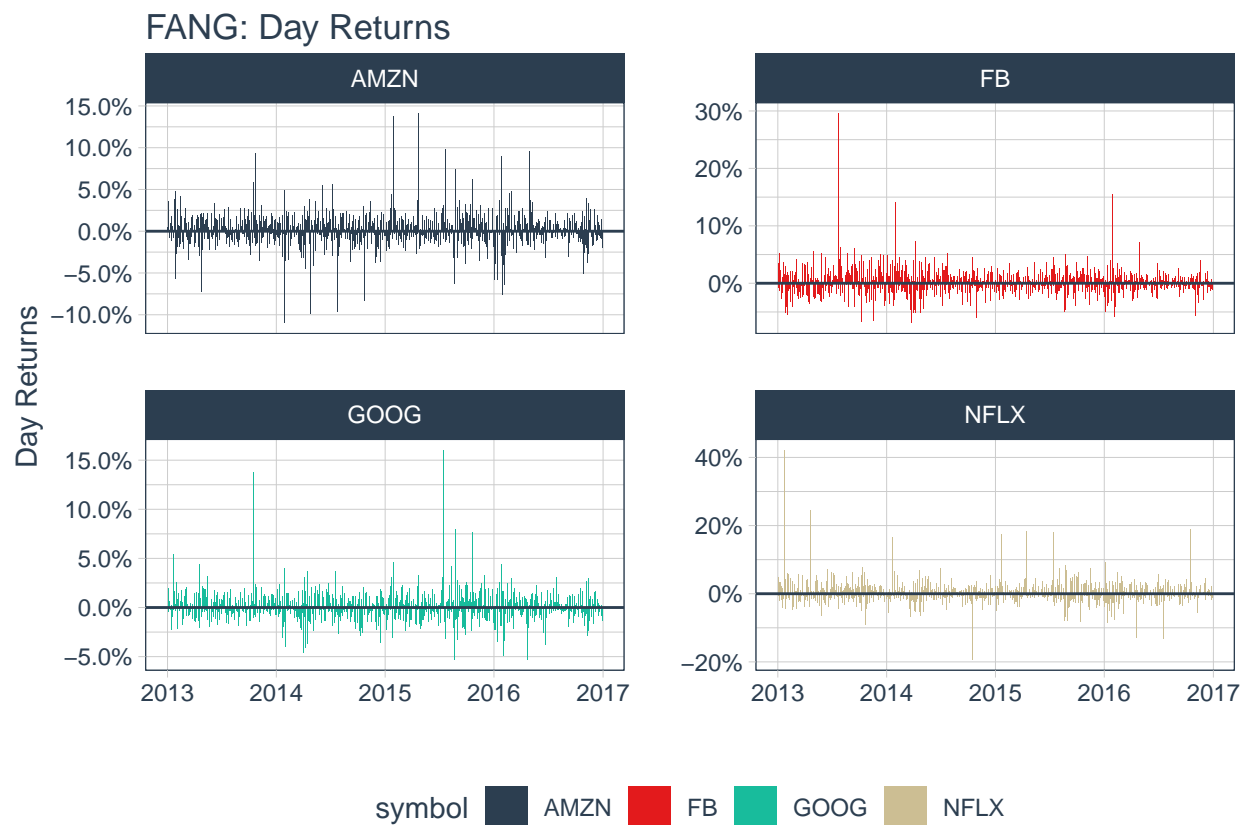 FANG: Day Returns
AMZN
FB
15.0%
10.0%
5.0%
0.0%
−5.0%
−10.0%
30%
20%
10%
0%
Day Returns
GOOG
NFLX
15.0%
10.0%
5.0%
0.0%
−5.0%
40%
20%
0%
−20%
2013 2014 2015 2016 2017
2013 2014 2015 2016 2017
symbol AMZN FB GOOG NFLX